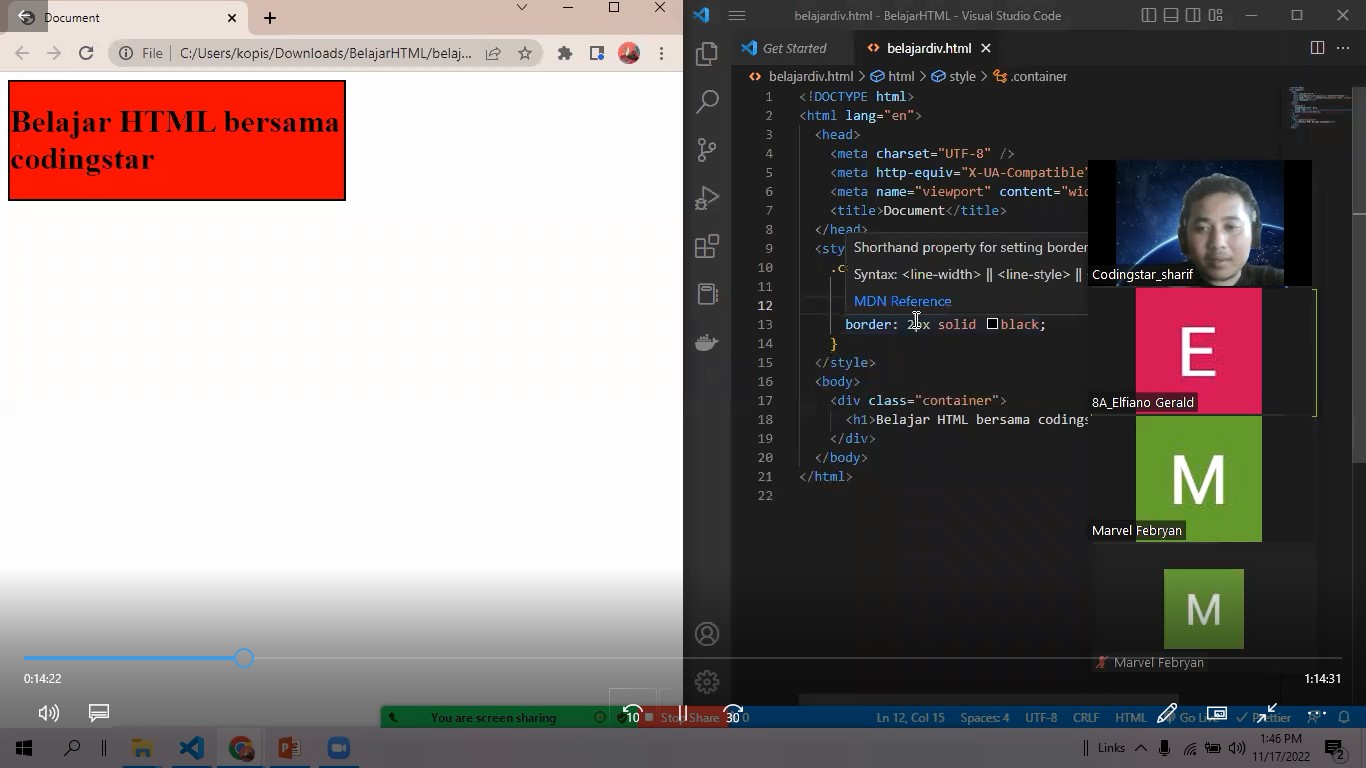 Document
File
C:/Users/kopis/Downloads/BelajarHTML/belaj...
Belajar HTML bersama
codingstar
belajardiv.html - BelajarHTML - Visual Studio Code
Get Started
belajardiv.html
belajardiv.html > html > style > .container
1 <!DOCTYPE html>
2 <html lang="en">
3 <head>
4 <meta charset="UTF-8" />
5 <meta http-equiv="X-UA-Compatible"
6 <meta name="viewport" content="wid
7 <title>Document</title>
8 </head>
9 <sty
10 .c
11
12
13 border: 2px solid black;
14 }
15 </style>
16 <body>
17 <div class="container">
18 <h1>Belajar HTML bersama codings
19 </div>
20 </body>
21 </html>
22
Shorthand property for setting border
Syntax: <line-width> || <line-style> ||
MDN Reference
Codingstar_sharif
E
8A_Elfiano Gerald
M
Marvel Febryan
M
Marvel Febryan
0:14:22
1:14:31
10
30
You are screen sharing
Stop Share
0
Ln 12, Col 15
Spaces: 4
UTF-8
CRLF
HTML
Go Live
Prettier
Links
1:46 PM
11/17/2022
2